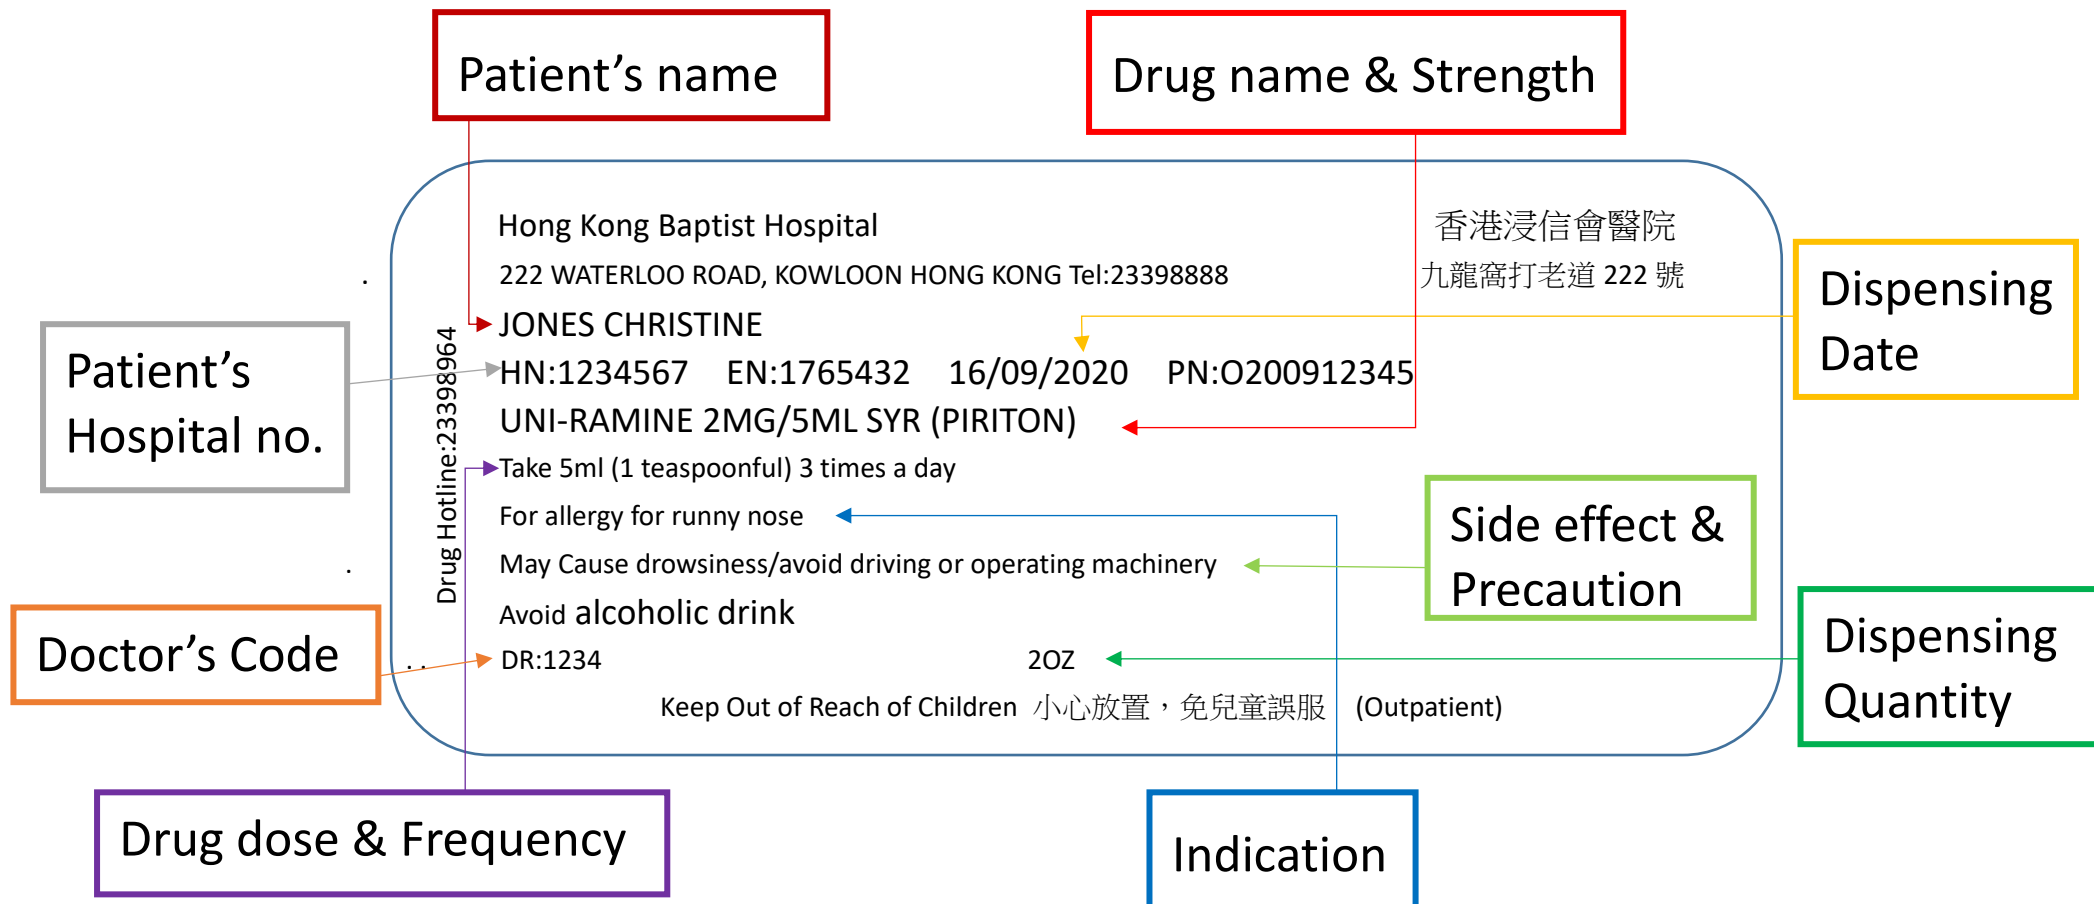 Patient's name
Drug name & Strength
Hong Kong Baptist Hospital 香港浸信會醫院
222 WATERLOO ROAD, KOWLOON HONG KONG Tel:23398888 九龍窩打老道 222 號
Dispensing
Date
JONES CHRISTINE
Patient's
Hospital no.
Drug Hotline:23398964
HN:1234567 EN:1765432 16/09/2020 PN:O200912345
UNI-RAMINE 2MG/5ML SYR (PIRITON)
Take 5ml (1 teaspoonful) 3 times a day
For allergy for runny nose
Side effect &
Precaution
May Cause drowsiness/avoid driving or operating machinery
Avoid alcoholic drink
Doctor's Code
DR:1234 2OZ
Dispensing
Quantity
Keep Out of Reach of Children 小心放置，免兒童誤服 (Outpatient)
Drug dose & Frequency
Indication